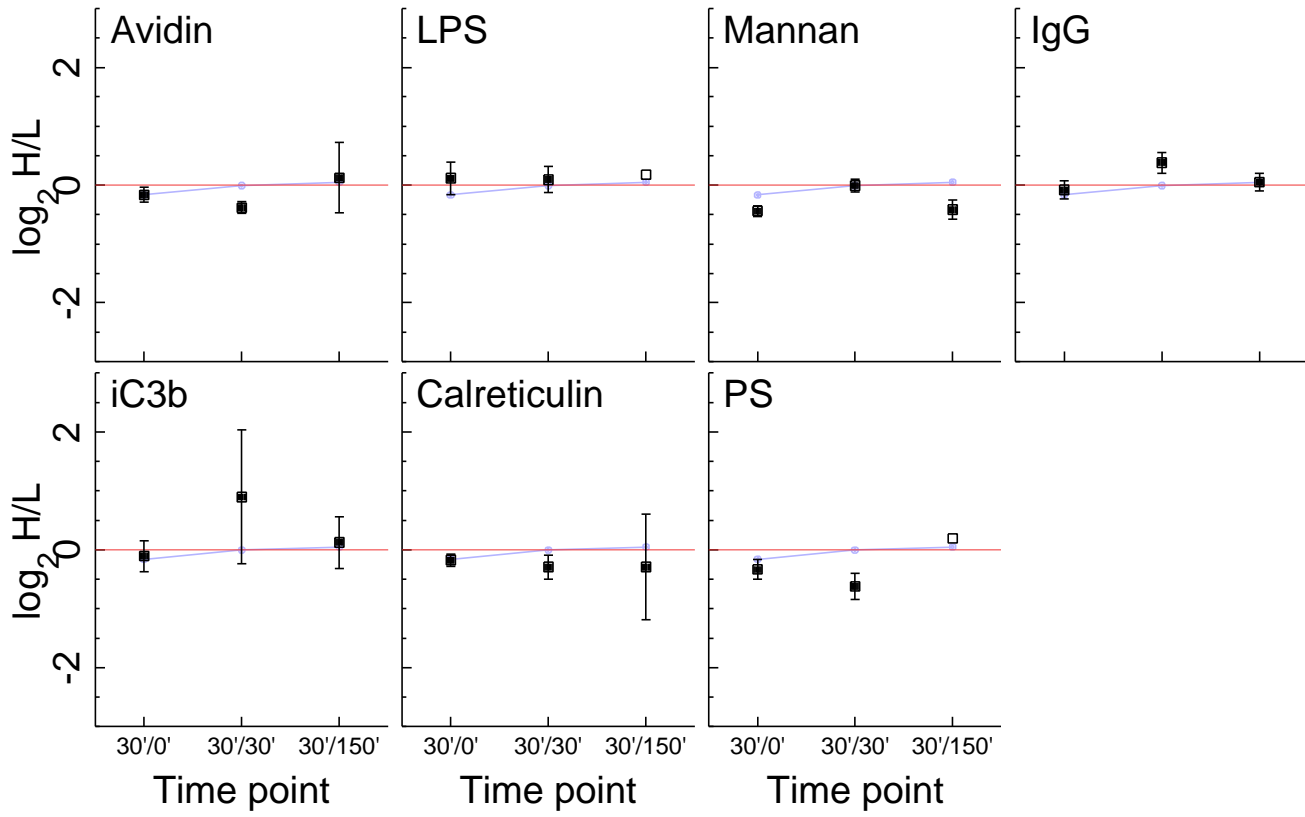 Avidin
LPS
Mannan
IgG
log2 H/L
2
0
-2
iC3b
Calreticulin
PS
log2 H/L
2
0
-2
30'/0'
30'/30'
30'/150'
30'/0'
30'/30'
30'/150'
30'/0'
30'/30'
30'/150'
Time point
Time point
Time point